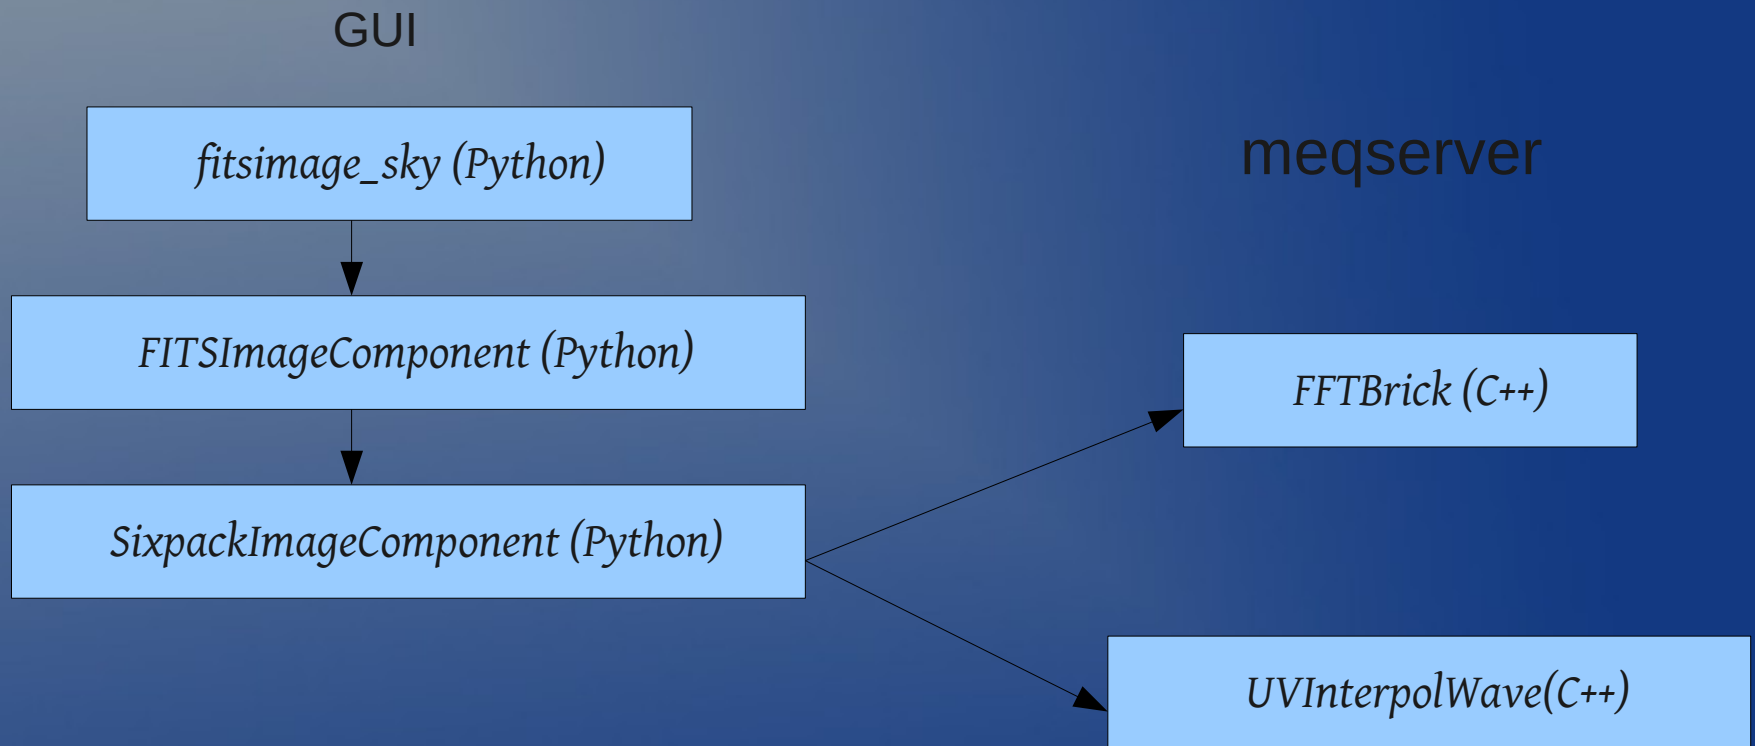 GUI
meqserver
fitsimage_sky (Python)
FITSImageComponent (Python)
SixpackImageComponent (Python)
FFTBrick (C++)
UVInterpolWave(C++)